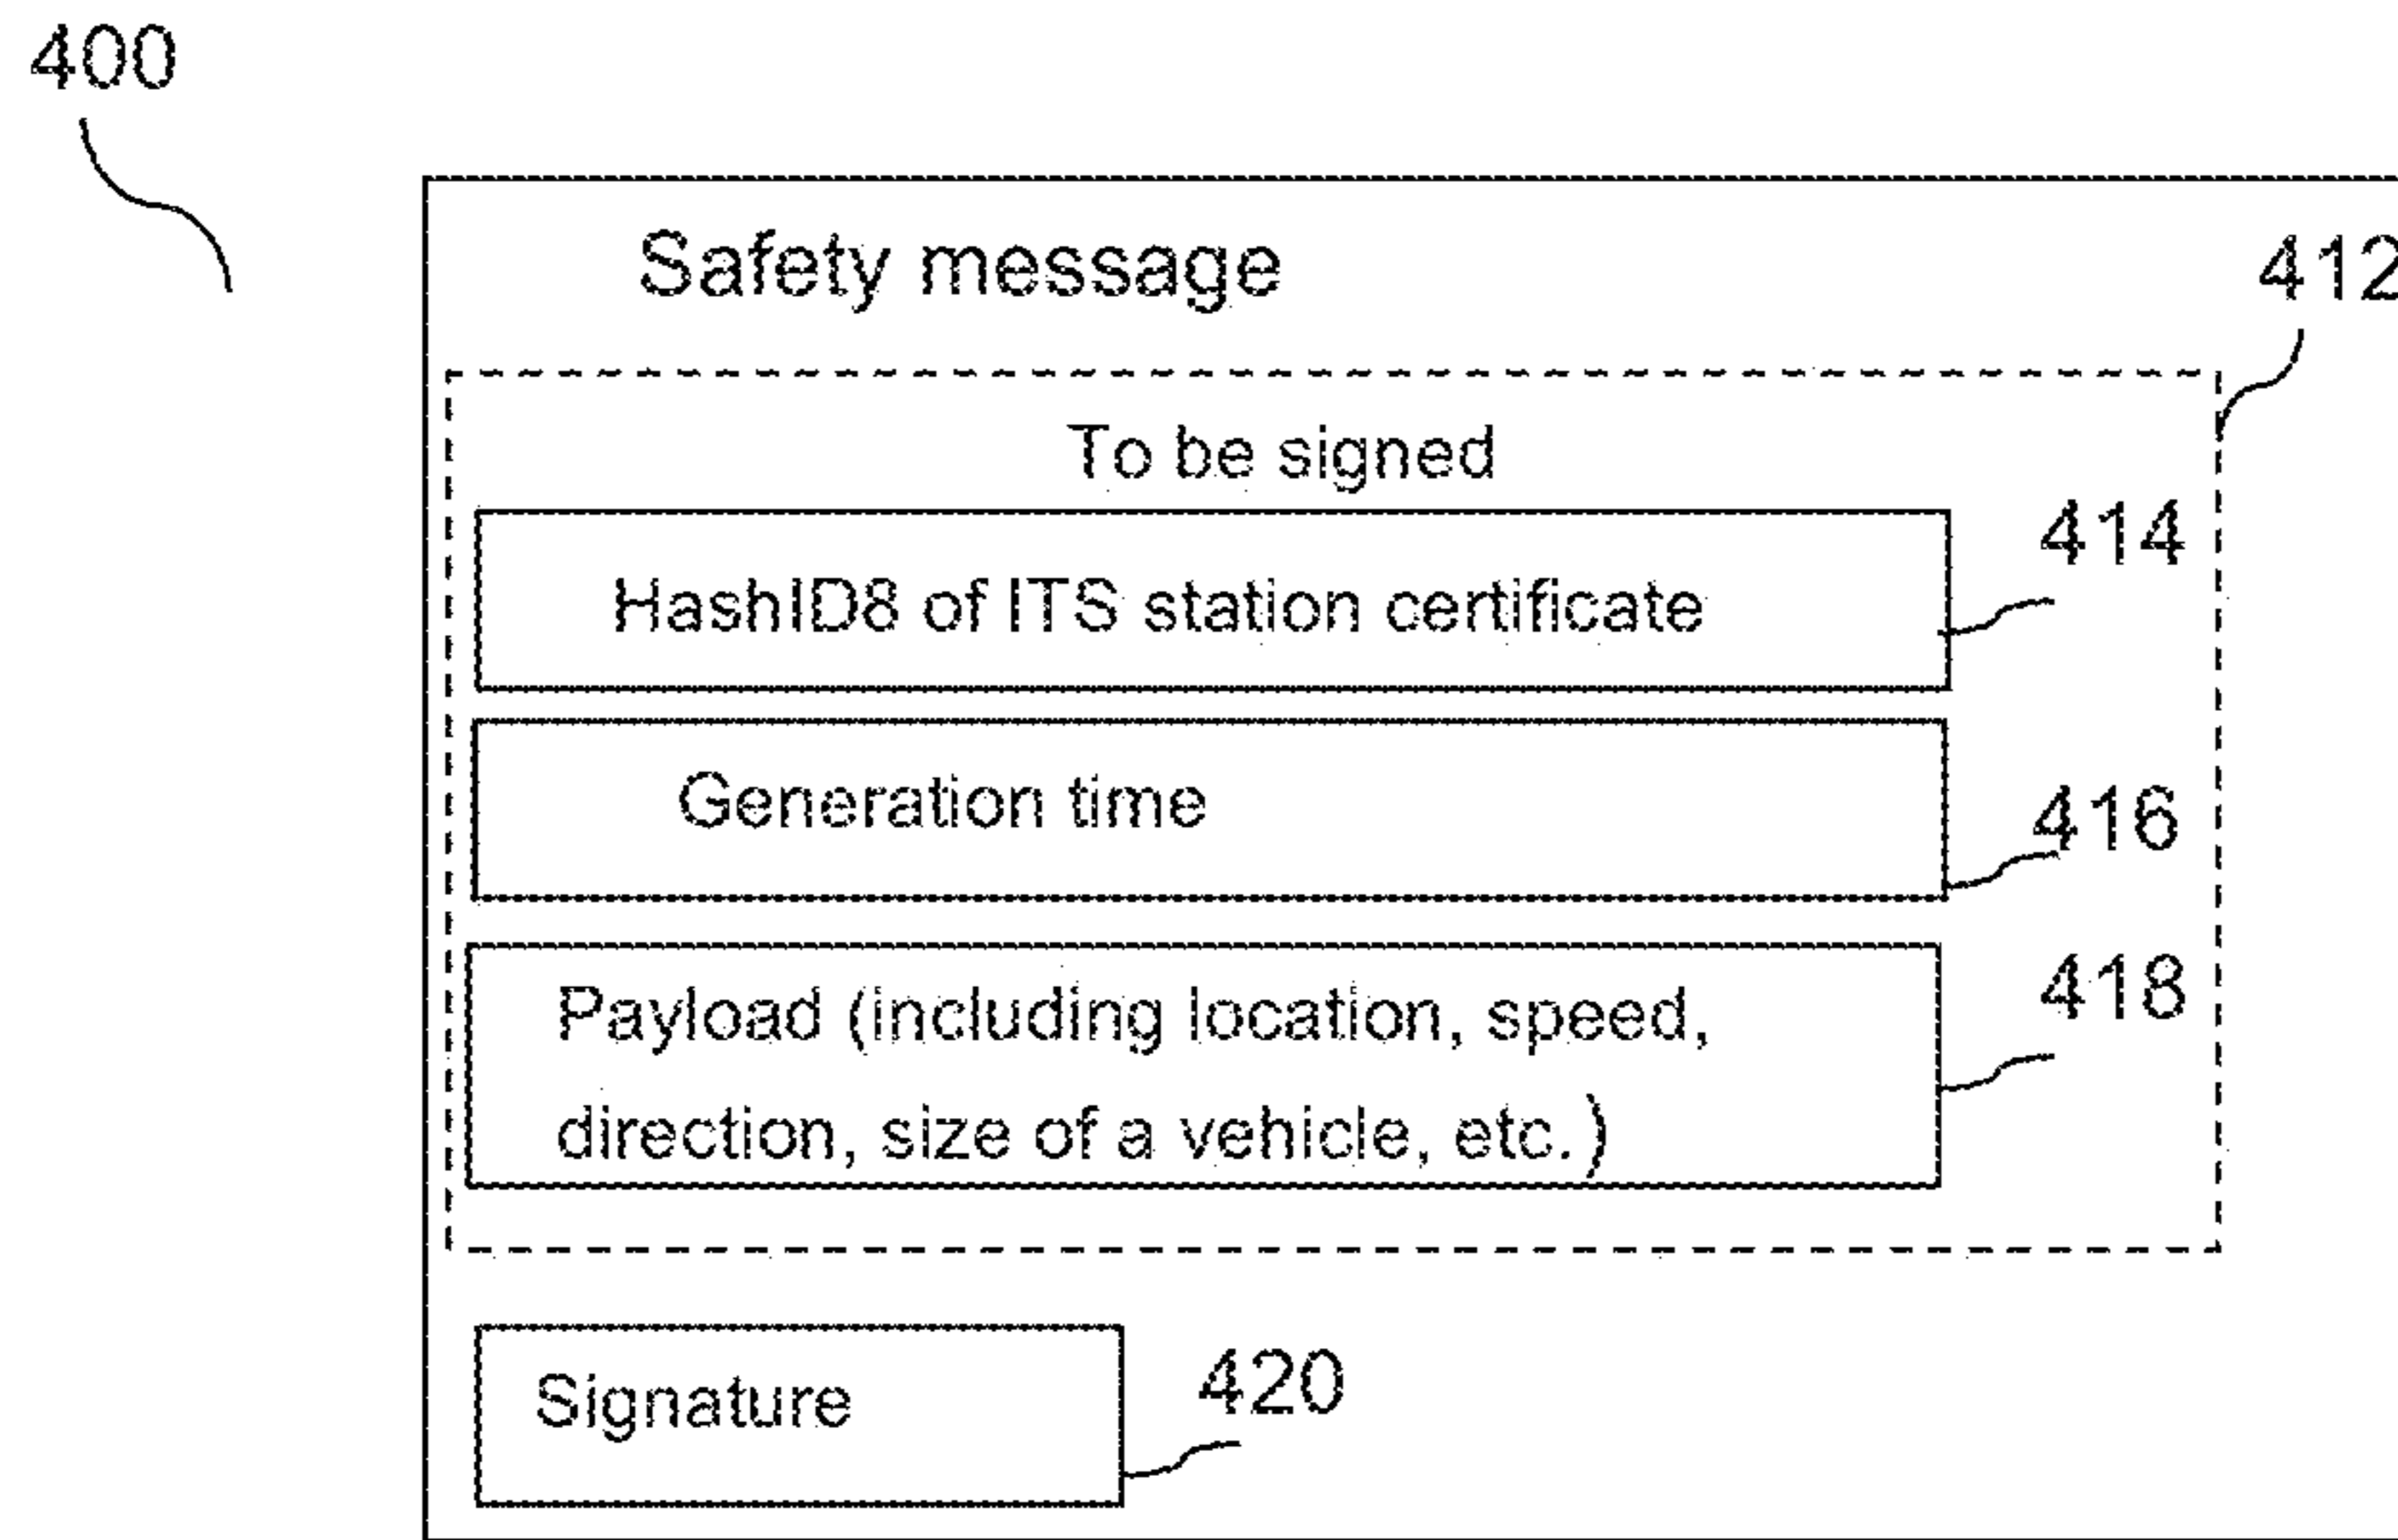 400
Safety message
412
To be signed
414
HashID8 of ITS station certificate
Generation time
416
418
Payload (including location, speed,
direction, size of a vehicle, etc.)
420
Signature